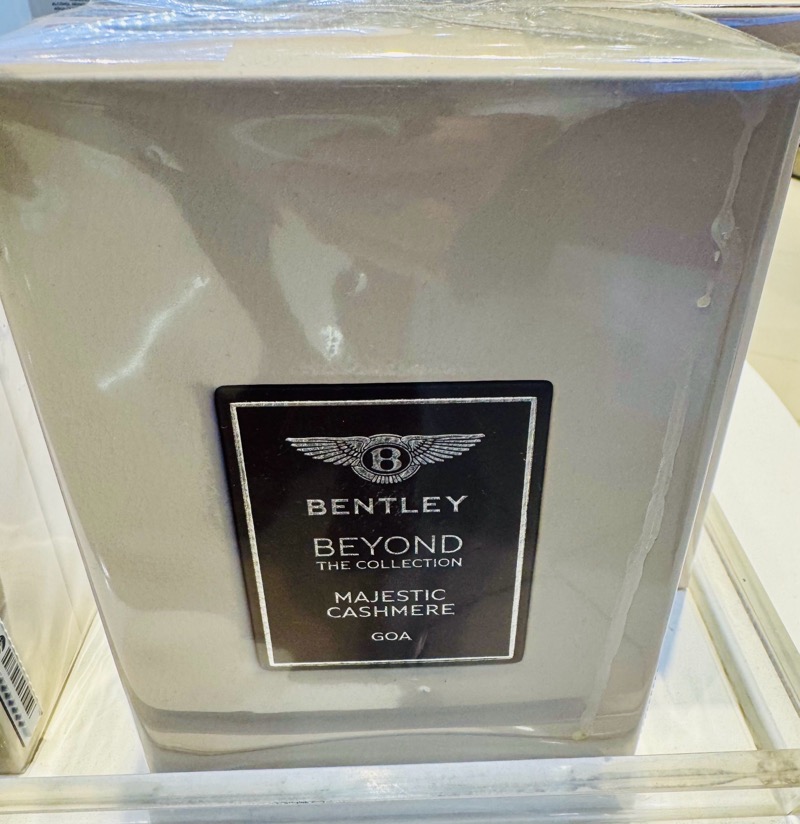 B
BENTLEY
BEYOND
THE COLLECTION
MAJESTIC
CASHMERE
GOA